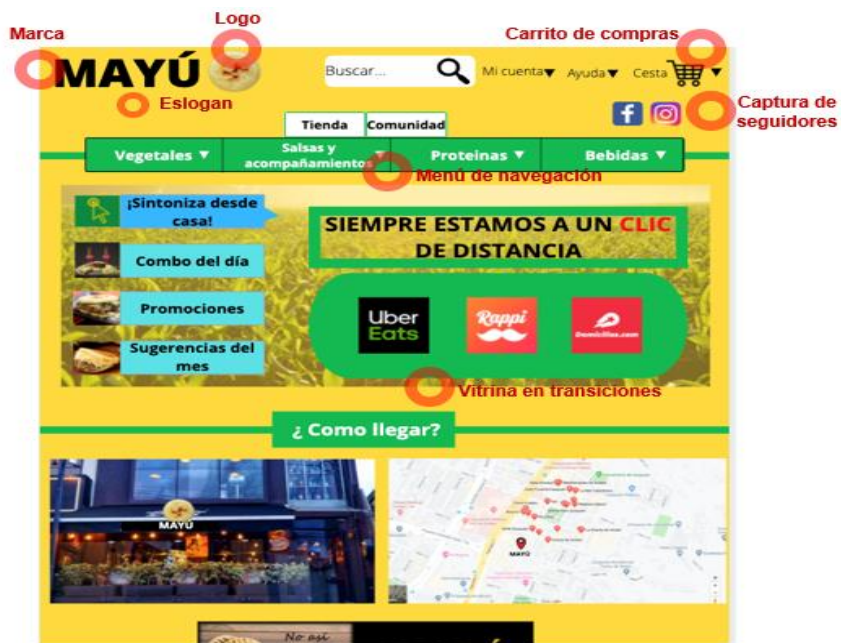 Logo
Marca
Carrito de compras
MAYÚ
Buscar...
Mi cuenta▼ Ayuda▼ Cesta ▼
Eslogan
Captura de
seguidores
Tienda Comunidad
Vegetales ▼
Salsas y
acompañamientos ▼
Proteinas ▼
Bebidas ▼
Menú de navegación
¡Sintoniza desde
casa!
Combo del día
Promociones
Sugerencias del
mes
SIEMPRE ESTAMOS A UN CLIC
DE DISTANCIA
Uber
Eats
Rappi
Domicilios.com
Vitrina en transiciones
¿ Como llegar?
MAYÚ
MAYÚ
No así